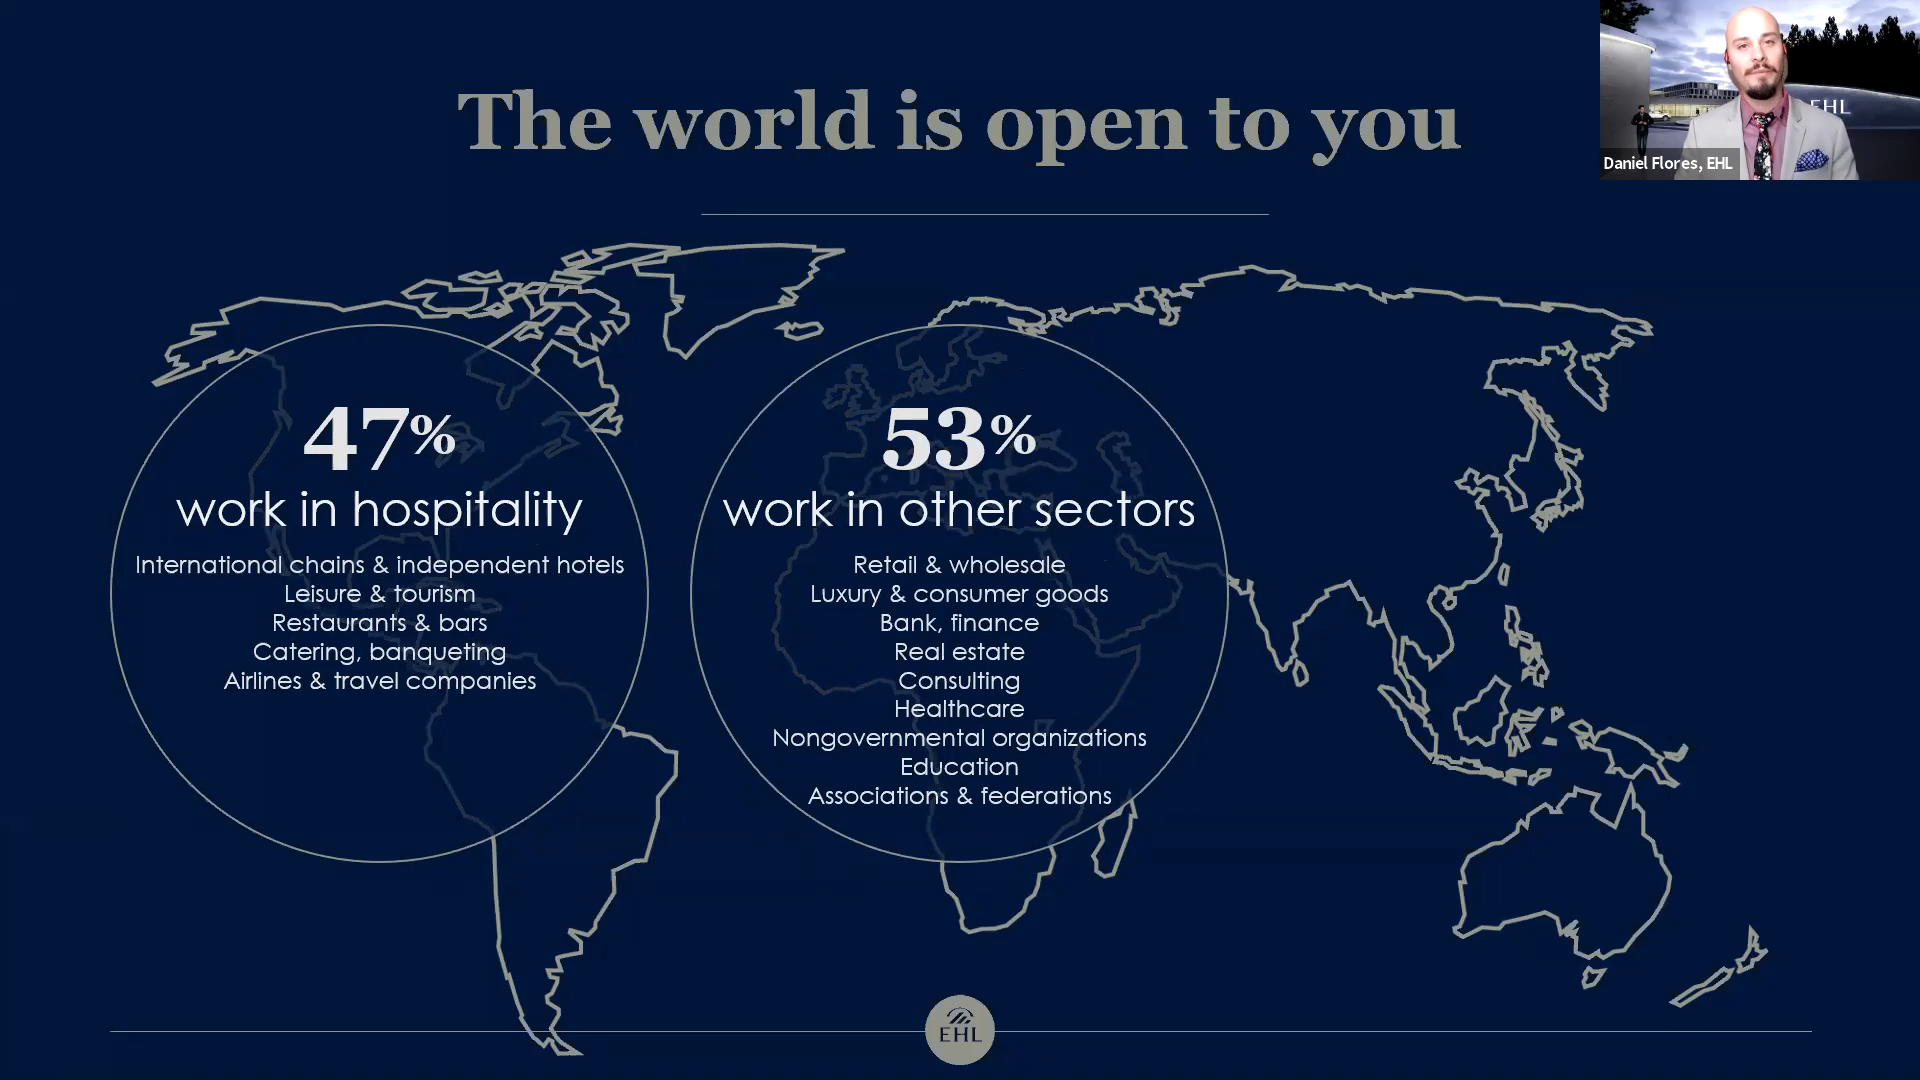 The world is open to you
EHL
Daniel Flores, EHL
47%
work in hospitality
International chains & independent hotels
Leisure & tourism
Restaurants & bars
Catering, banqueting
Airlines & travel companies
53%
work in other sectors
Retail & wholesale
Luxury & consumer goods
Bank, finance
Real estate
Consulting
Healthcare
Nongovernmental organizations
Education
Associations & federations
EHL